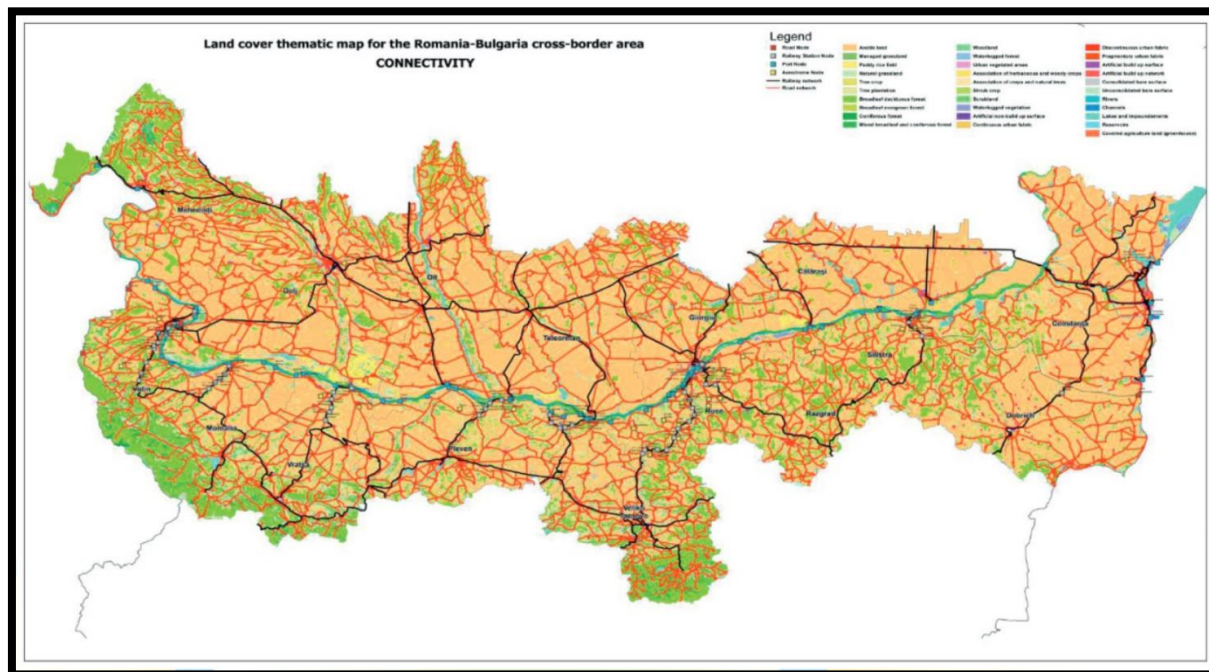 Land cover thematic map for the Romania-Bulgaria cross-border area
CONNECTIVITY
Legend
Road Node
Railway Station Node
Port Node
Aerodrome Node
Railway network
Road network
Arable land
Managed grassland
Paddy rice field
Natural grassland
Tree crop
Tree plantation
Broadleaf deciduous forest
Broadleaf evergreen forest
Coniferous forest
Mixed broadleaf and coniferous forest
Woodland
Waterlogged forest
Urban vegetated areas
Association of herbaceous and woody crops
Association of crops and natural trees
Shrub crop
Scrubland
Waterlogged vegetation
Artificial non build up surface
Continuous urban fabric
Discontinuous urban fabric
Fragmentary urban fabric
Artificial build up surface
Artificial build up network
Consolidated bare surface
Unconsolidated bare surface
Rivers
Channels
Lakes and impoundments
Reservoirs
Covered agriculture land (greenhouse)
Mehedinti
Dolj
Olt
Teleorman
Giurgiu
Călărași
Constanta
Silistra
Vidin
Montana
Vratsa
Pleven
Ruse
Razgrad
Dobrich
Veliko